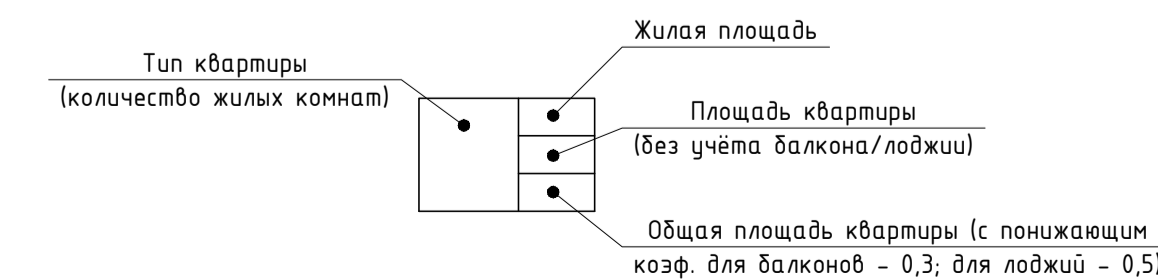 Жилая площадь
Тип квартиры
(количество жилых комнат)
Площадь квартиры
(без учёта балкона/лоджии)
Общая площадь квартиры (с понижающим
коэф. для балконов - 0,3; для лоджий - 0,5)